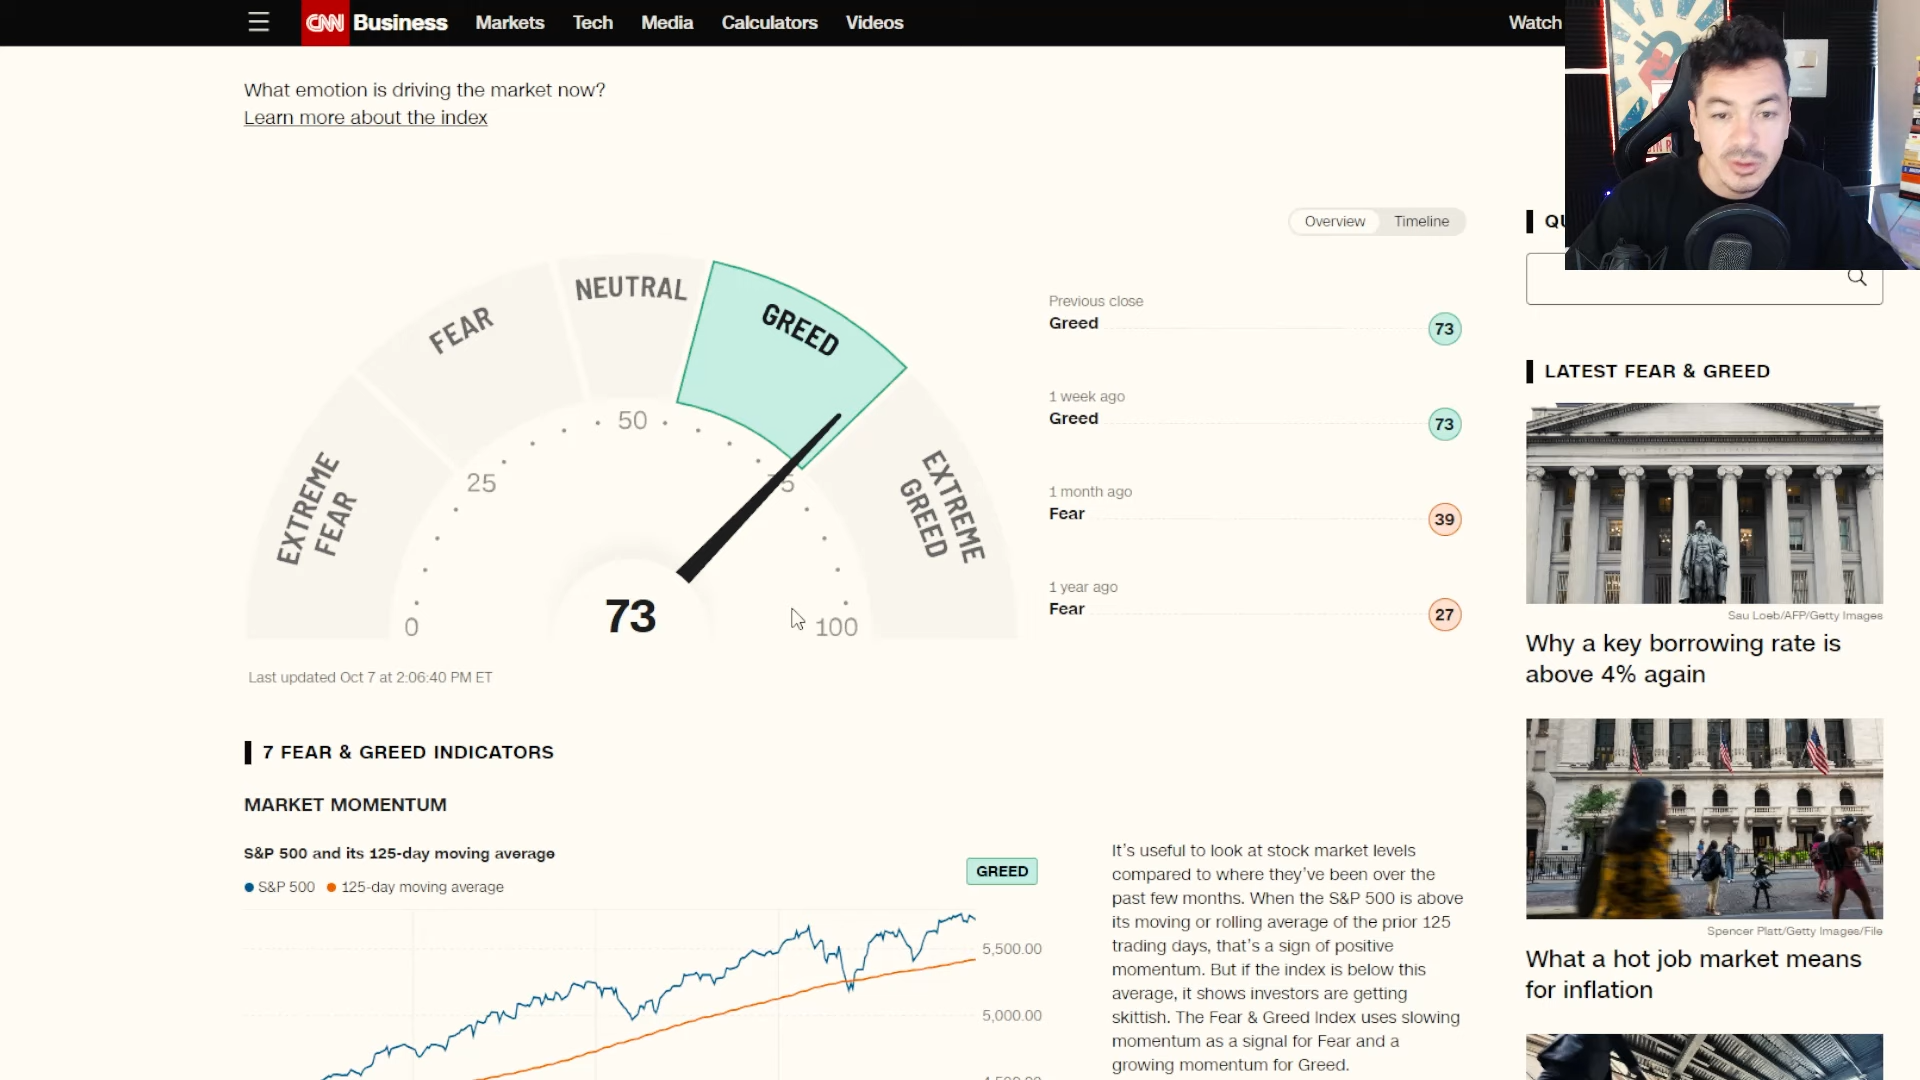 CNN Business Markets Tech Media Calculators Videos Watch
What emotion is driving the market now?
Learn more about the index
Overview Timeline
EXTREME FEAR
FEAR
NEUTRAL
GREED
EXTREME GREED
0
25
50
100
73
Last updated Oct 7 at 2:06:40 PM ET
Previous close
Greed 73
1 week ago
Greed 73
1 month ago
Fear 39
1 year ago
Fear 27
7 FEAR & GREED INDICATORS
MARKET MOMENTUM
S&P 500 and its 125-day moving average
S&P 500 125-day moving average
GREED
5,500.00
5,000.00
It's useful to look at stock market levels
compared to where they've been over the
past few months. When the S&P 500 is above
its moving or rolling average of the prior 125
trading days, that's a sign of positive
momentum. But if the index is below this
average, it shows investors are getting
skittish. The Fear & Greed Index uses slowing
momentum as a signal for Fear and a
growing momentum for Greed.
LATEST FEAR & GREED
Sau Loeb/AFP/Getty Images
Why a key borrowing rate is
above 4% again
Spencer Platt/Getty Images/File
What a hot job market means
for inflation